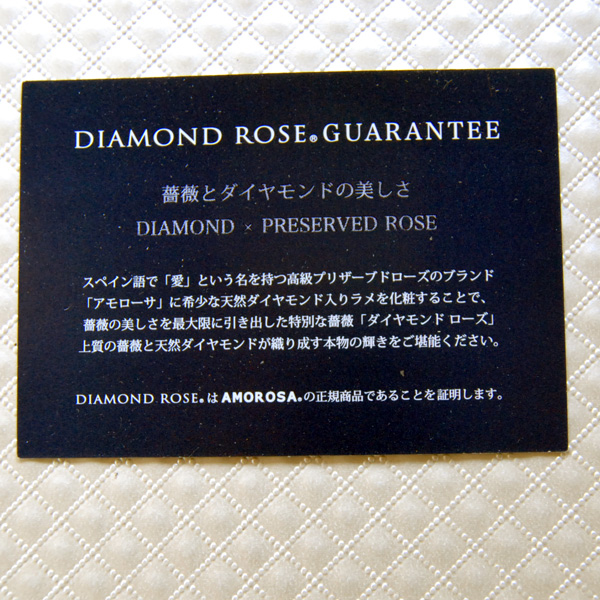 DIAMOND ROSE® GUARANTEE
薔薇とダイヤモンドの美しさ
DIAMOND × PRESERVED ROSE
スペイン語で「愛」という名を持つ高級プリザーブドローズのブランド
「アモローサ」に希少な天然ダイヤモンド入りラメを化粧することで、
薔薇の美しさを最大限に引き出した特別な薔薇「ダイヤモンド ローズ」
上質の薔薇と天然ダイヤモンドが織り成す本物の輝きをご堪能ください。
DIAMOND ROSE®はAMOROSA®の正規商品であることを証明します。